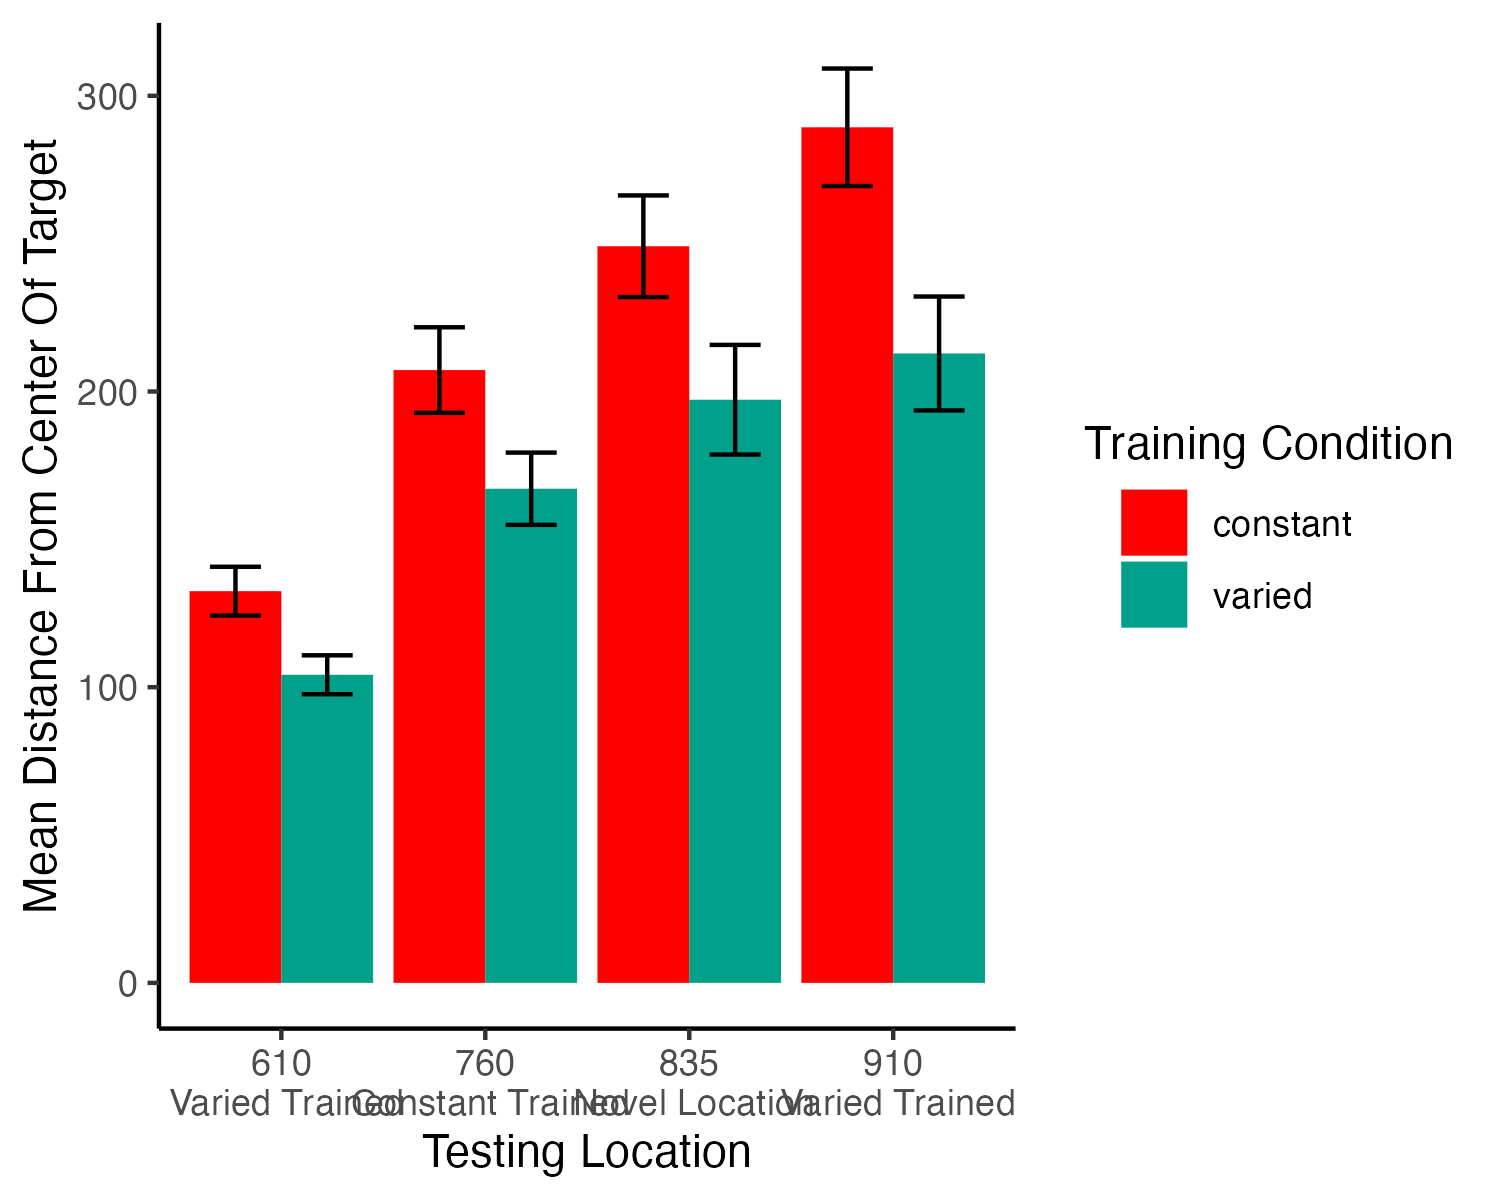 Mean Distance From Center Of Target
300
200
100
0
610 760 835 910
Varied Trained Constant Trained Novel Location Varied Trained
Testing Location
Training Condition
constant
varied